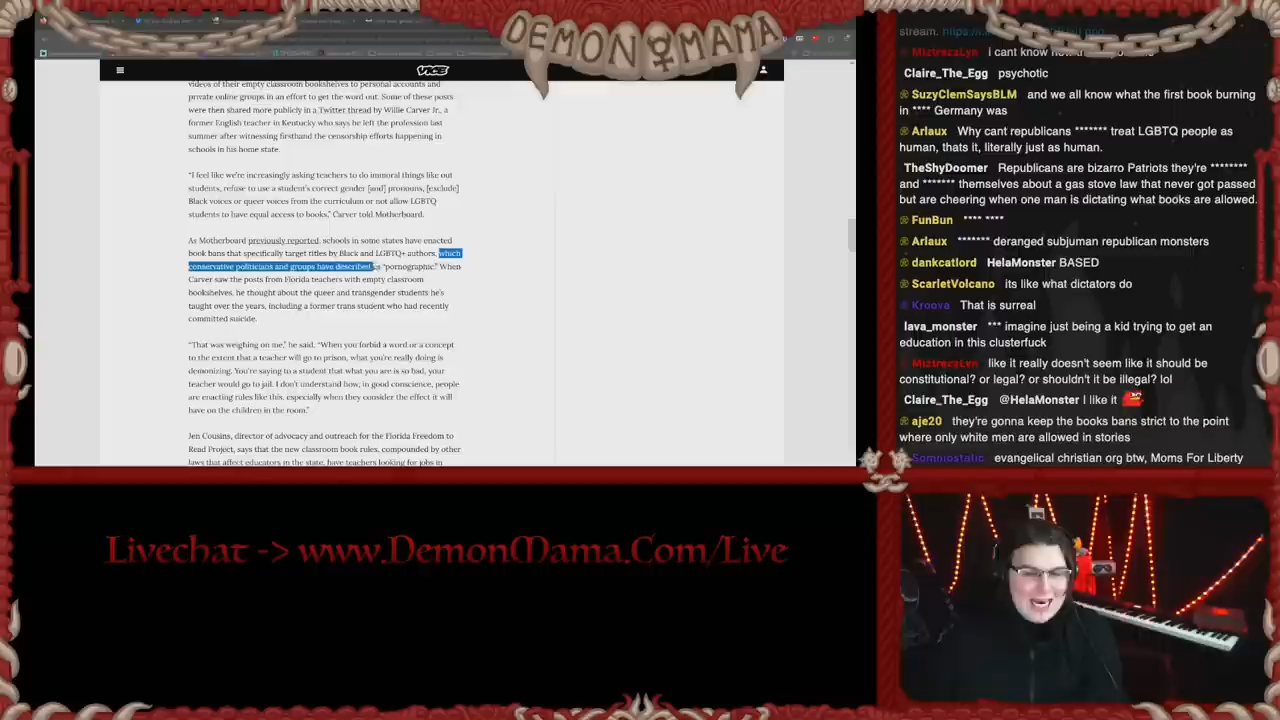 DEMON MAMA
VICE
videos of their empty classroom bookshelves to personal accounts and
private online groups in an effort to get the word out. Some of these posts
were then shared more publicly in a Twitter thread by Willie Carver Jr., a
former English teacher in Kentucky who says he left the profession last
summer after witnessing firsthand the censorship efforts happening in
schools in his home state.
“I feel like we’re increasingly asking teachers to do immoral things like out
students, refuse to use a student’s correct gender [and] pronouns, [exclude]
Black voices or queer voices from the curriculum or not allow LGBTQ
students to have equal access to books,” Carver told Motherboard.
As Motherboard previously reported, schools in some states have enacted
book bans that specifically target titles by Black and LGBTQ+ authors, which
conservative politicians and groups have described as “pornographic.” When
Carver saw the posts from Florida teachers with empty classroom
bookshelves, he thought about the queer and transgender students he’s
taught over the years, including a former trans student who had recently
committed suicide.
“That was weighing on me,” he said. “When you forbid a word or a concept
to the extent that a teacher will go to prison, what you’re really doing is
demonizing. You’re saying to a student that what you are is so bad, your
teacher would go to jail. I don’t understand how, in good conscience, people
are enacting rules like this, especially when they consider the effect it will
have on the children in the room.”
Jen Cousins, director of advocacy and outreach for the Florida Freedom to
Read Project, says that the new classroom book rules, compounded by other
laws that affect educators in the state, have teachers looking for jobs in
stream.
MiztrezLyn i cant know
Claire_The_Egg psychotic
SuzyClemSaysBLM and we all know what the first book burning
in **** Germany was
Arlaux Why cant republicans ******* treat LGBTQ people as
human, thats it, literally just as human.
TheShyDoomer Republicans are bizarro Patriots they're ********
and ******* themselves about a gas stove law that never got passed
but are cheering when one man is dictating what books are allowed.
FunBun **** ****
Arlaux ******* deranged subhuman republican monsters
dankcatlord HelaMonster BASED
ScarletVolcano its like what dictators do
Kroova That is surreal
lava_monster *** imagine just being a kid trying to get an
education in this clusterfuck
MiztrezLyn like it really doesn't seem like it should be
constitutional? or legal? or shouldn't it be illegal? lol
Claire_The_Egg @HelaMonster I like it
aje20 they're gonna keep the books bans strict to the point
where only white men are allowed in stories
Somniostatic evangelical christian org btw, Moms For Liberty
Livechat -> www.DemonMama.Com/Live